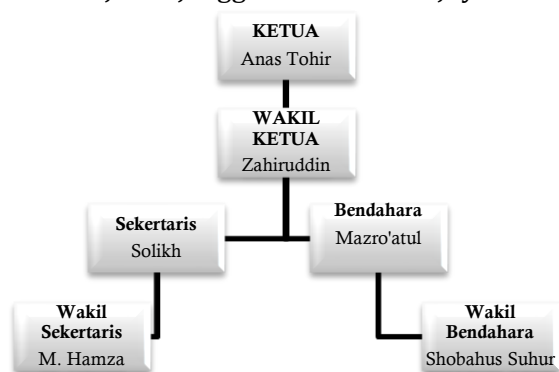 KETUA
Anas Tohir
WAKIL
KETUA
Zahiruddin
Sekertaris
Solikh
Bendahara
Mazro'atul
Wakil
Sekertaris
M. Hamza
Wakil
Bendahara
Shobahus Suhur